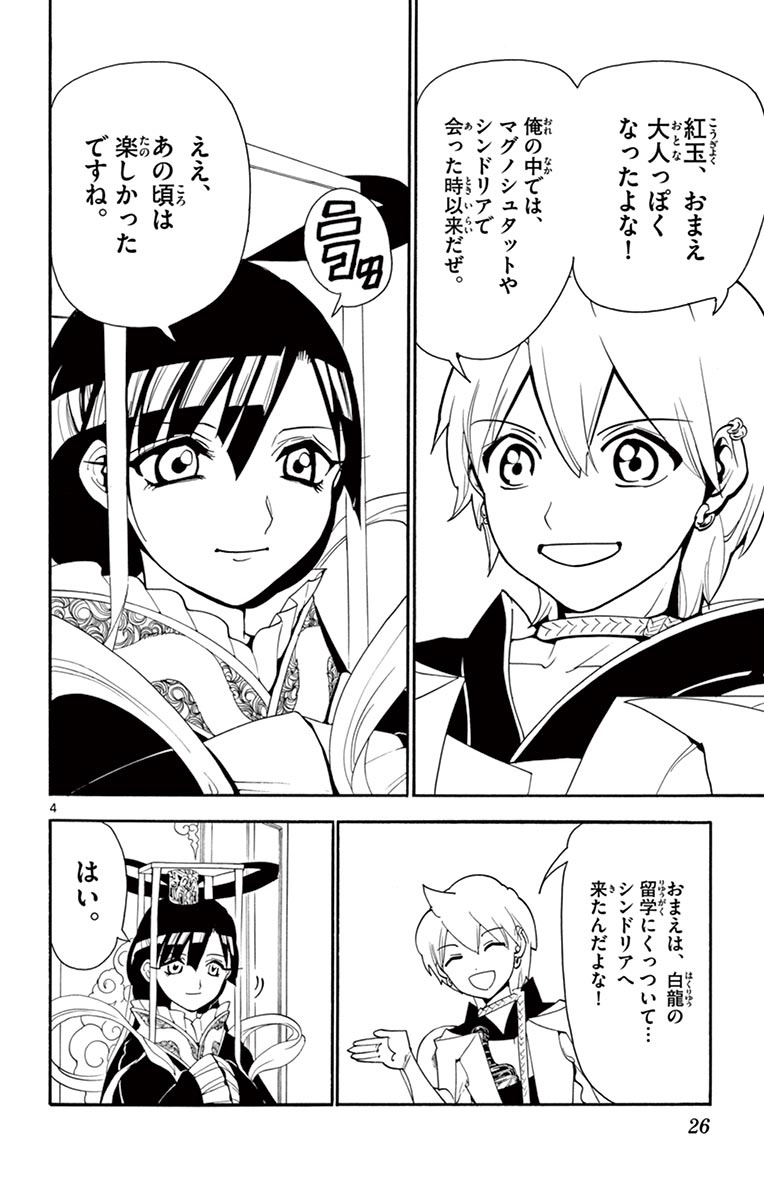 紅玉、おまえ
大人っぽく
なったよな！
俺の中では、
マグノシュタットや
シンドリアで
会った時以来だぜ。
ええ、
あの頃は
楽しかった
ですね。
4
おまえは、白龍の
留学にくっついて…
シンドリアへ
来たんだよな！
はい。
26